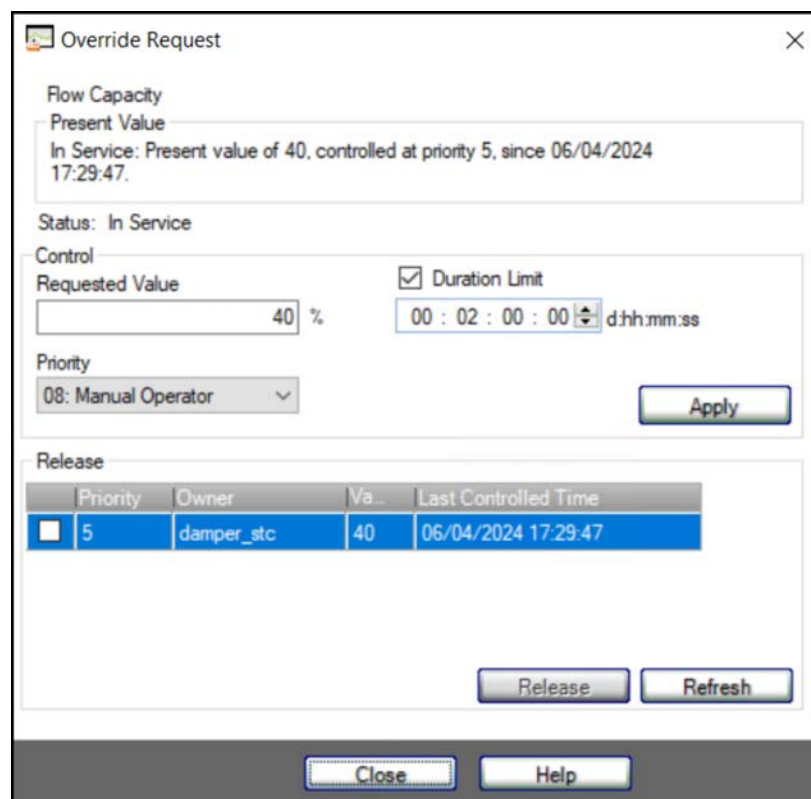 Override Request
Flow Capacity
Present Value
In Service: Present value of 40, controlled at priority 5, since 06/04/2024
17:29:47.
Status: In Service
Control
Requested Value
Duration Limit
40 %
00 : 02 : 00 : 00 d:hh:mm:ss
Priority
08: Manual Operator
Apply
Release
Priority Owner Va... Last Controlled Time
5 damper_stc 40 06/04/2024 17:29:47
Release Refresh
Close Help